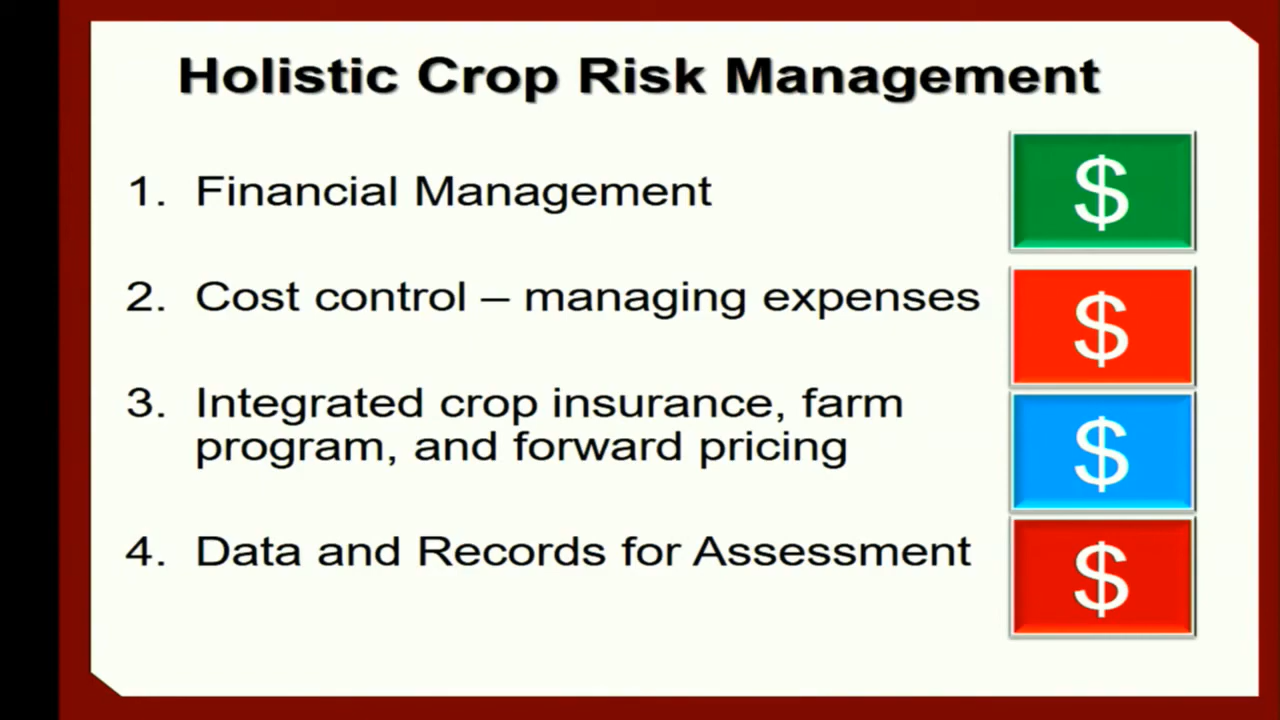 Holistic Crop Risk Management
1. Financial Management
$
2. Cost control – managing expenses
$
3. Integrated crop insurance, farm
program, and forward pricing
$
4. Data and Records for Assessment
$